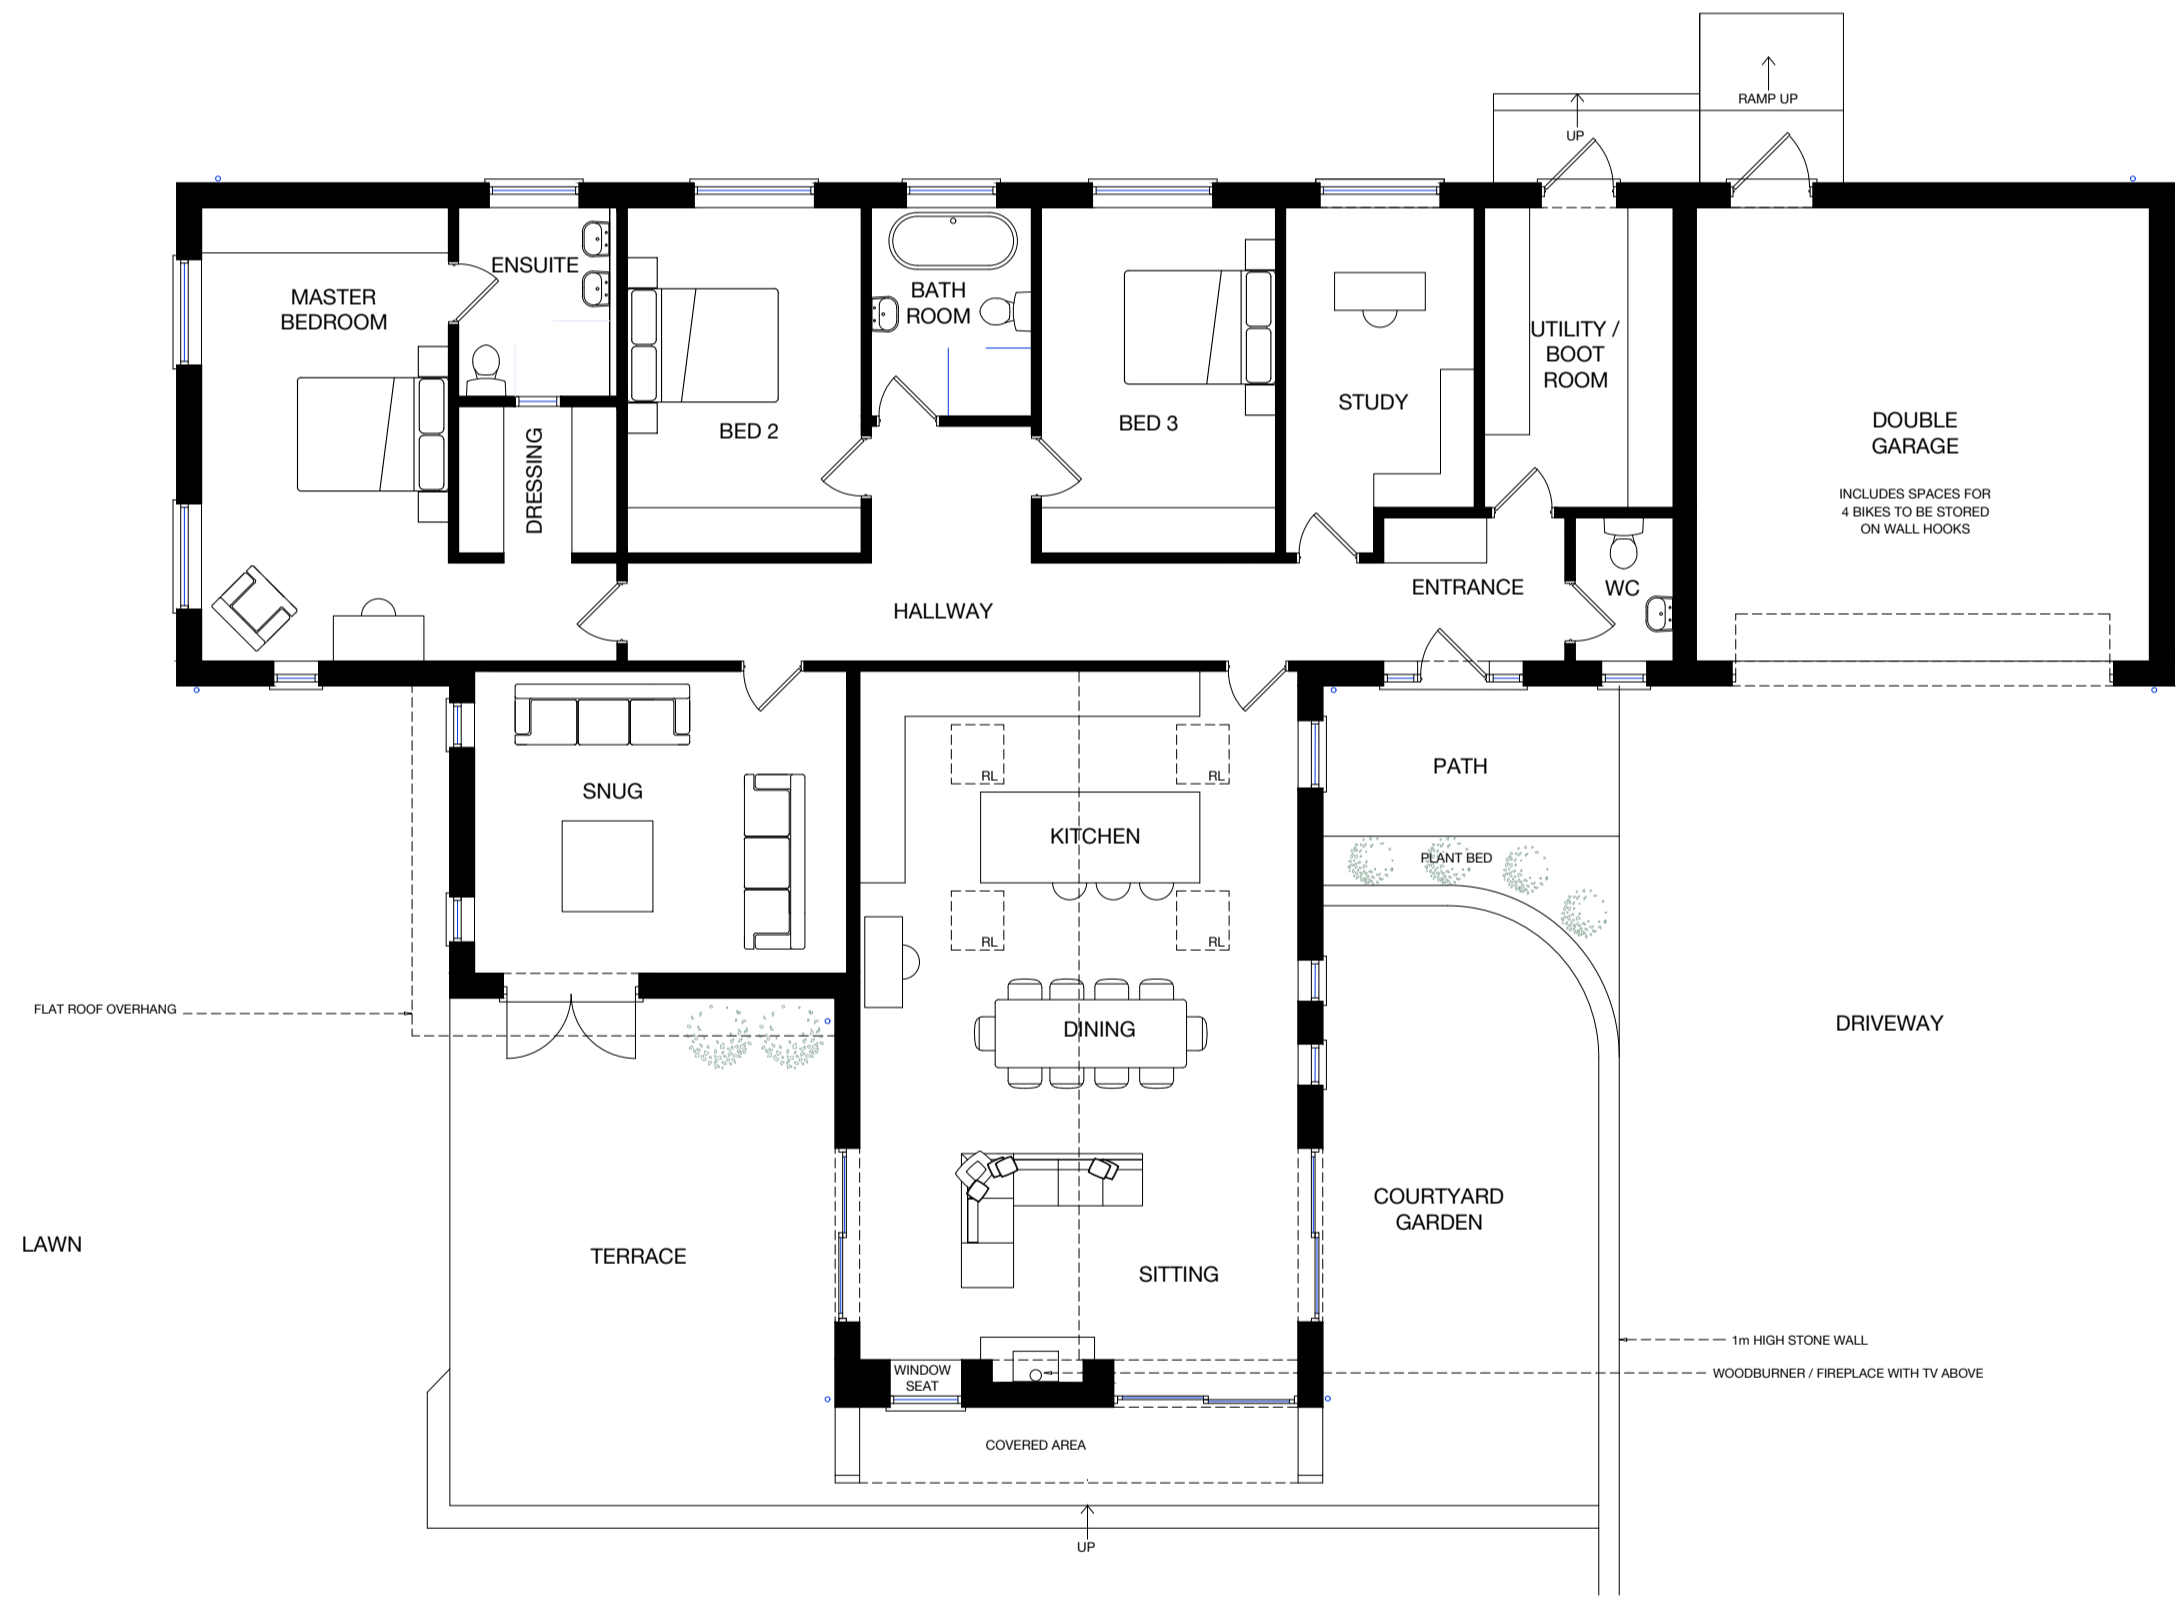 RAMP UP
UP
ENSUITE
MASTER
BEDROOM
BATH
ROOM
UTILITY /
BOOT
ROOM
STUDY
BED 2
BED 3
DRESSING
DOUBLE
GARAGE
INCLUDES SPACES FOR
4 BIKES TO BE STORED
ON WALL HOOKS
HALLWAY
ENTRANCE
WC
SNUG
RL
RL
PATH
KITCHEN
PLANT BED
RL
RL
FLAT ROOF OVERHANG
DINING
DRIVEWAY
COURTYARD
GARDEN
LAWN
TERRACE
SITTING
1m HIGH STONE WALL
WINDOW
SEAT
WOODBURNER / FIREPLACE WITH TV ABOVE
COVERED AREA
UP